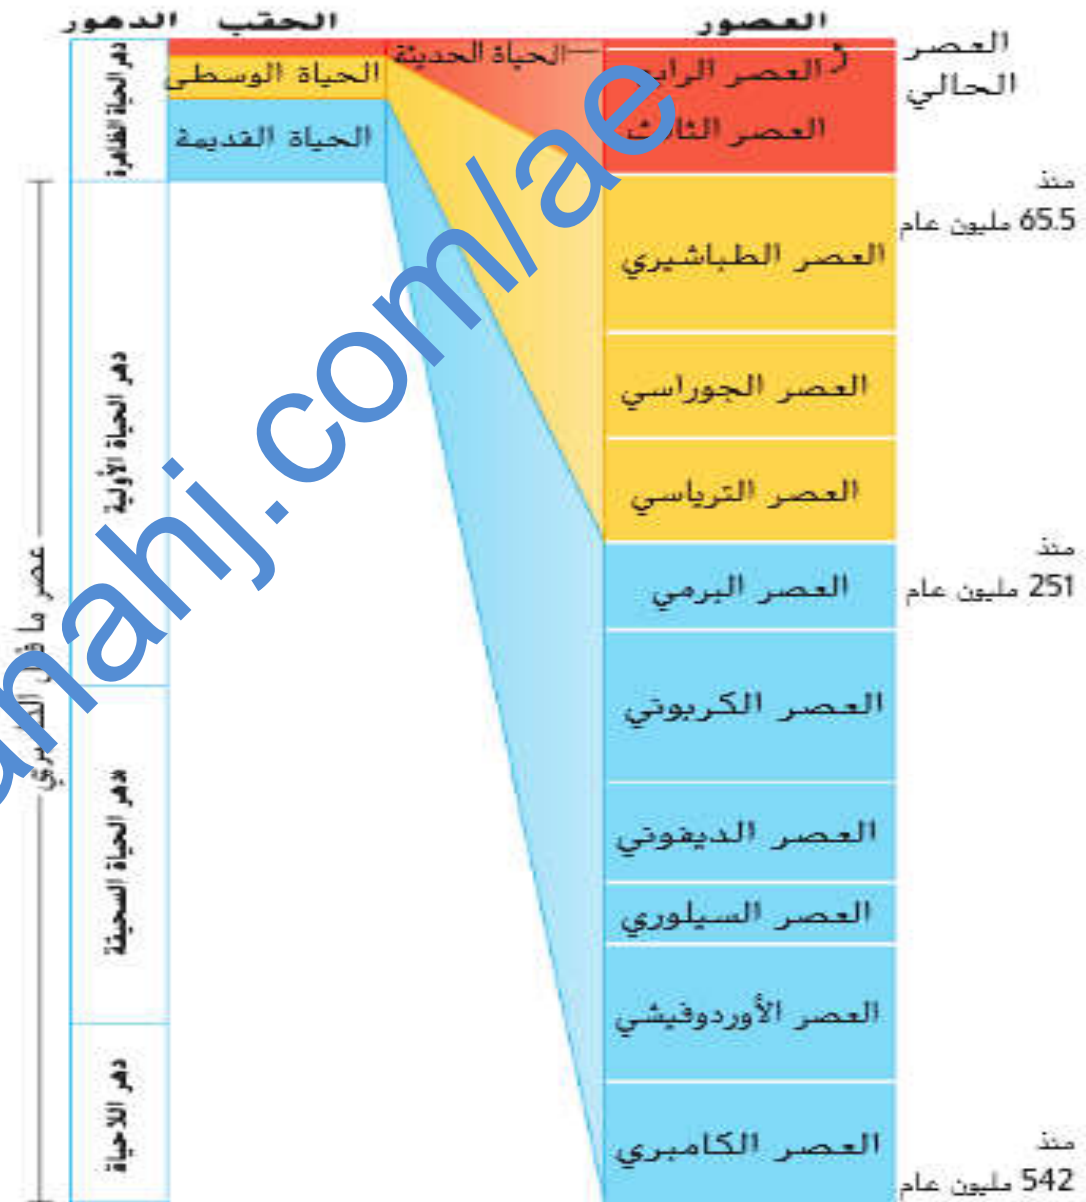 العصور
الحقب
الدهور
العصر
الحالي
العصر الثالث
الحياة الحديثة
الحياة الوسطى
الحياة القديمة
دهر الحياة الظاهرة
منذ
65.5 مليون عام
العصر الطباشيري
العصر الجوراسي
العصر الترياسي
منذ
251 مليون عام
العصر البرمي
العصر الكربوني
العصر الديفوني
العصر السيلوري
العصر الأوردوفيشي
العصر الكامبري
منذ
542 مليون عام
دهر الحياة الأولية
دهر الحياة السحيقة
دهر اللاحياة
عصر ما قبل
anahj.com/ae